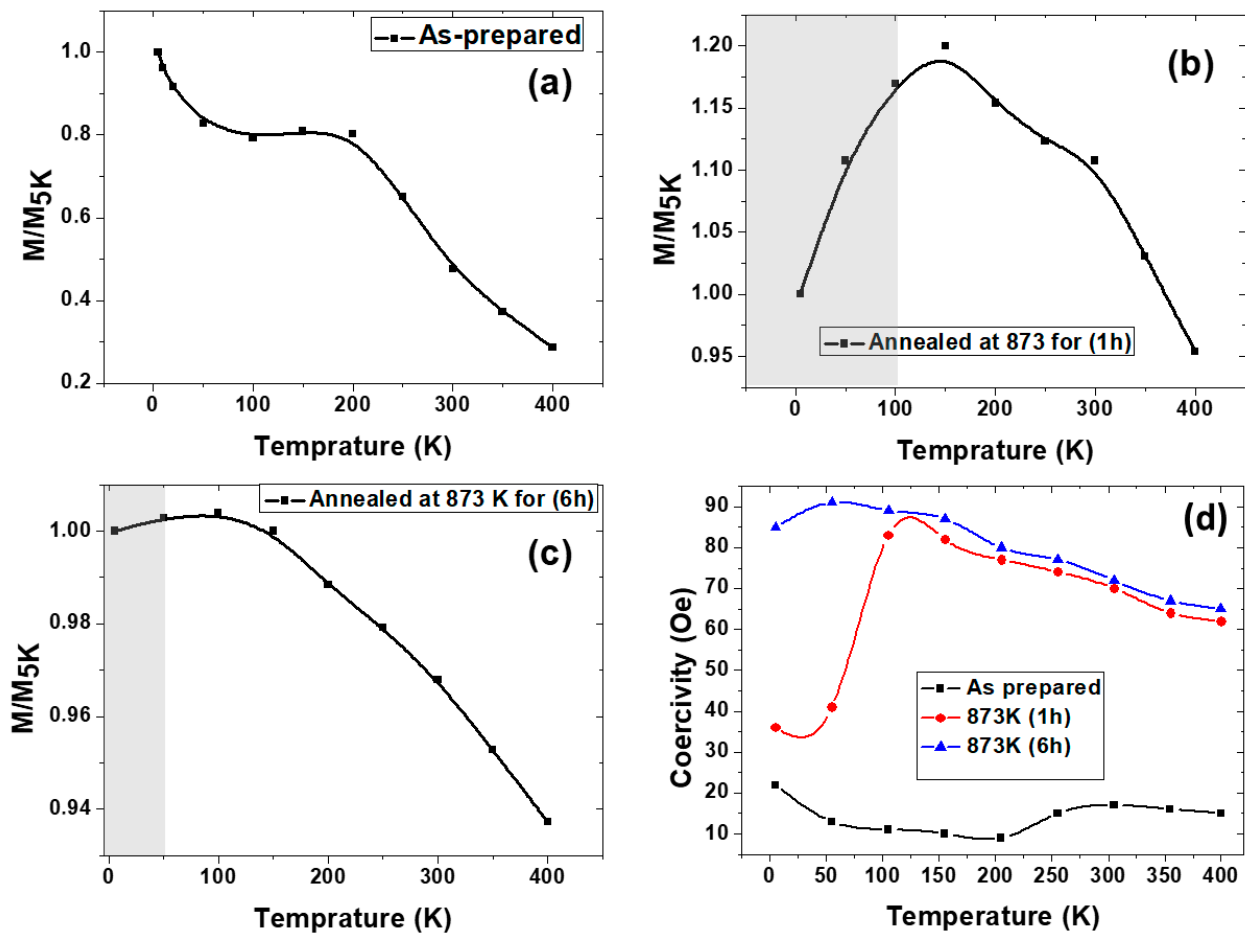 As-prepared
(a)
1.0
0.8
0.6
0.4
0.2
M/M5K
0 100 200 300 400
Temprature (K)
(b)
1.20
1.15
1.10
1.05
1.00
0.95
M/M5K
Annealed at 873 for (1h)
0 100 200 300 400
Temprature (K)
Annealed at 873 K for (6h)
(c)
1.00
0.98
0.96
0.94
M/M5K
100 200 300 400
Temprature (K)
(d)
90
80
70
60
50
40
30
20
10
Coercivity (Oe)
As prepared
873K (1h)
873K (6h)
0 50 100 150 200 250 300 350 400
Temperature (K)